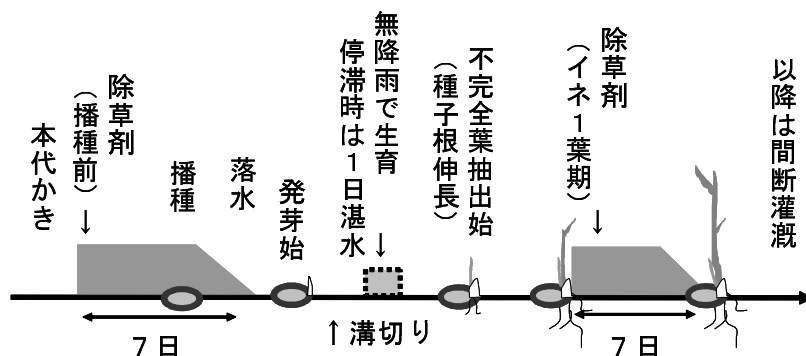 本代かき
除草剤
（播種前）
↓
播種
落水
発芽始
無降雨で生育
停滞時は１日湛水
↓
不完全葉抽出始
（種子根伸長）
除草剤
（イネ１葉期）
↓
以降は間断灌漑
７日
↑溝切り
７日